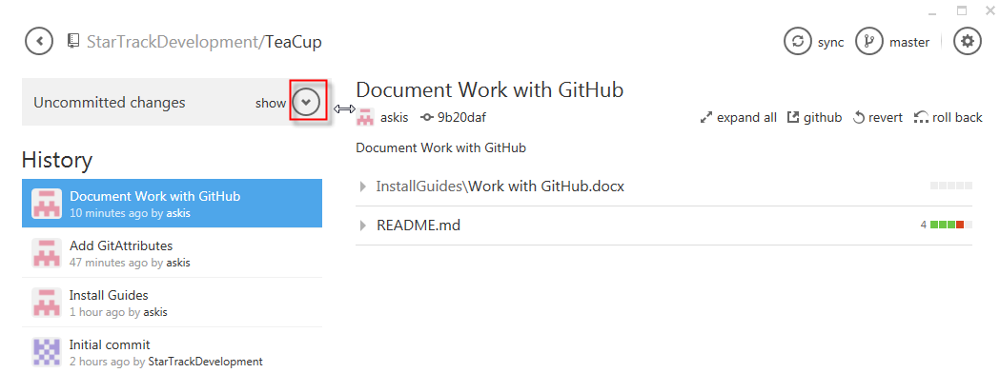 StarTrackDevelopment/TeaCup
sync
master
Uncommitted changes
show
History
Document Work with GitHub
10 minutes ago by askis
Add GitAttributes
47 minutes ago by askis
Install Guides
1 hour ago by askis
Initial commit
2 hours ago by StarTrackDevelopment
Document Work with GitHub
askis
9b20daf
expand all
github
revert
roll back
Document Work with GitHub
InstallGuides\Work with GitHub.docx
README.md
4